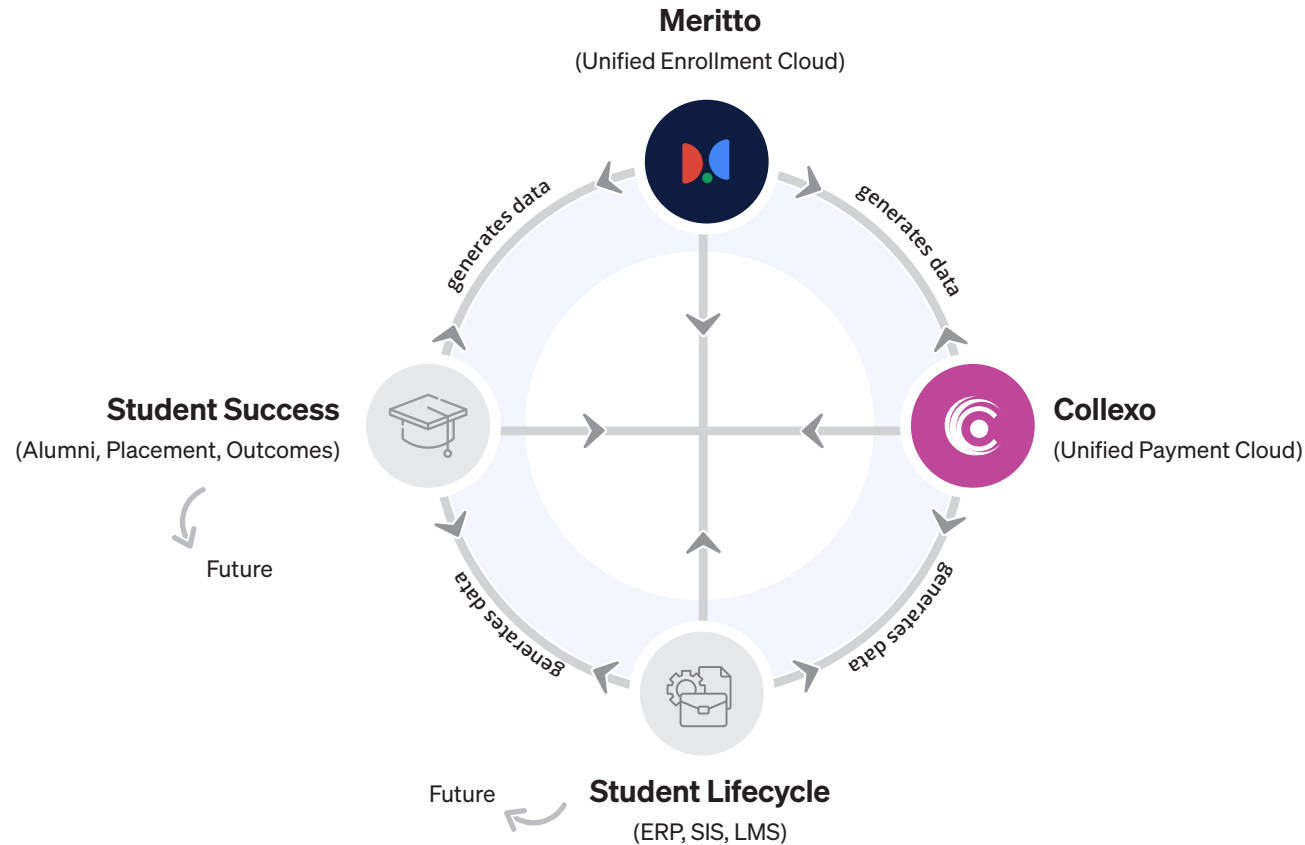 Meritto
(Unified Enrollment Cloud)
generates data
generates data
Student Success
(Alumni, Placement, Outcomes)
Future
Collexo
(Unified Payment Cloud)
generates data
generates data
Future
Student Lifecycle
(ERP, SIS, LMS)